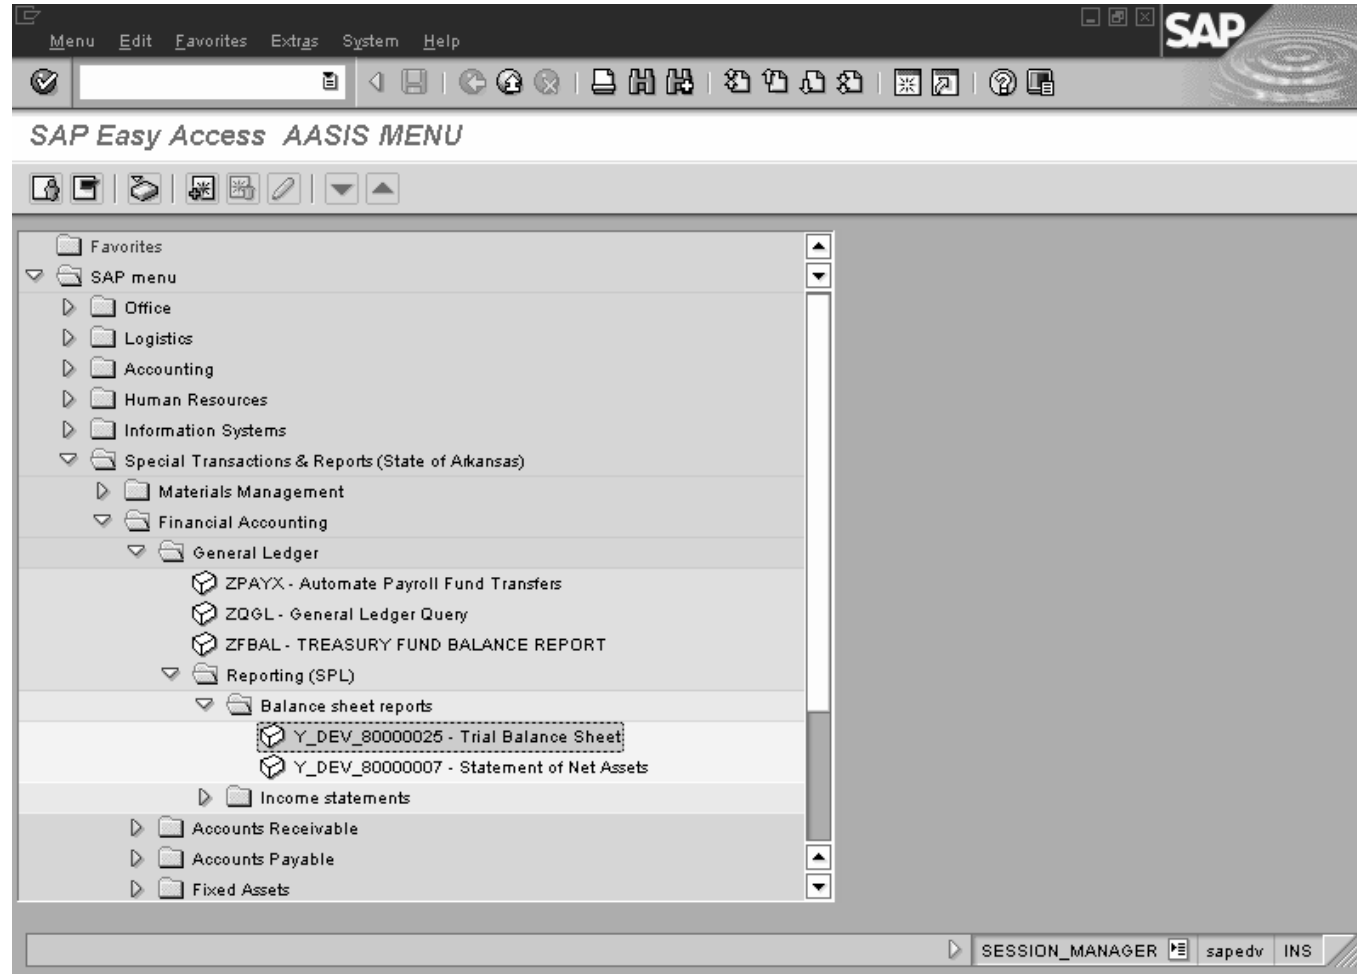 Menu Edit Favorites Extras System Help
SAP
SAP Easy Access AASIS MENU
Favorites
SAP menu
Office
Logistics
Accounting
Human Resources
Information Systems
Special Transactions & Reports (State of Arkansas)
Materials Management
Financial Accounting
General Ledger
ZPAYX - Automate Payroll Fund Transfers
ZQGL - General Ledger Query
ZFBAL - TREASURY FUND BALANCE REPORT
Reporting (SPL)
Balance sheet reports
Y_DEV_80000025 - Trial Balance Sheet
Y_DEV_80000007 - Statement of Net Assets
Income statements
Accounts Receivable
Accounts Payable
Fixed Assets
SESSION_MANAGER sapedv INS